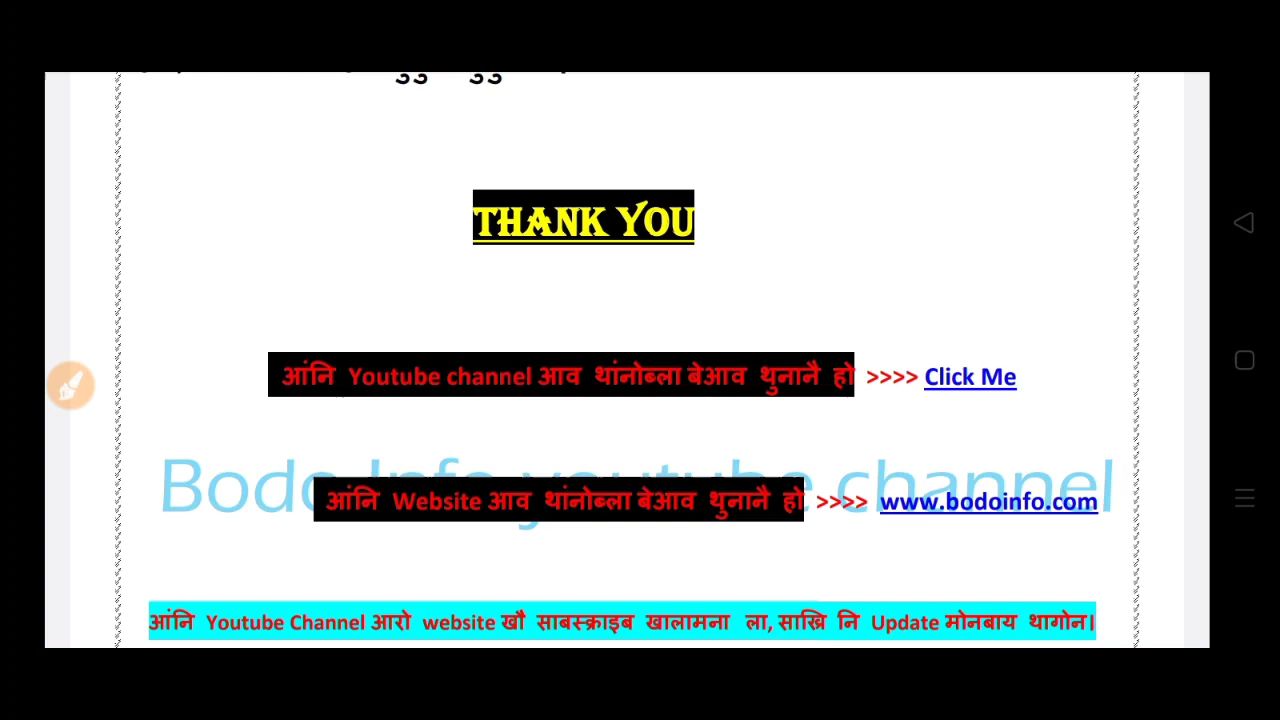 THANK YOU
आंनि Youtube channel आव थांनोब्ला बेआव थुनानै हो >>>> Click Me
Bodo Info youtube channel
आंनि Website आव थांनोब्ला बेआव थुनानै हो >>>> www.bodoinfo.com
आंनि Youtube Channel आरो website खौ साबस्क्राइब खालामना ला, साख्रि नि Update मोनबाय थागोन।